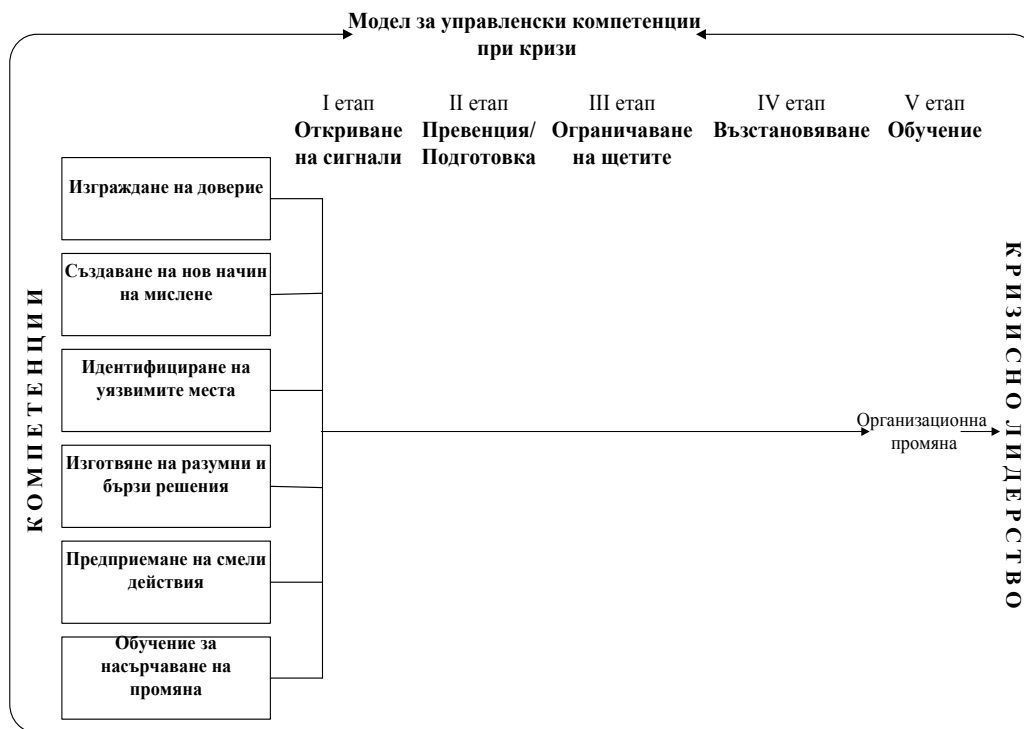 Модел за управленски компетенции
при кризи
I етап
Откриване
на сигнали
II етап
Превенция/
Подготовка
III етап
Ограничаване
на щетите
IV етап
Възстановяване
V етап
Обучение
КОМПЕТЕНЦИИ
Изграждане на доверие
Създаване на нов начин
на мислене
Идентифициране на
уязвимите места
Изготвяне на разумни и
бързи решения
Предприемане на смели
действия
Обучение за
насърчаване на
промяна
Организационна
промяна
КРИЗИСНО ЛИДЕРСТВО